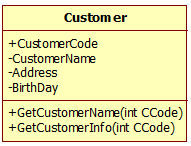 Customer
+CustomerCode
-CustomerName
-Address
-BirthDay
+GetCustomerName(int CCode)
+GetCustomerInfo(int CCode)